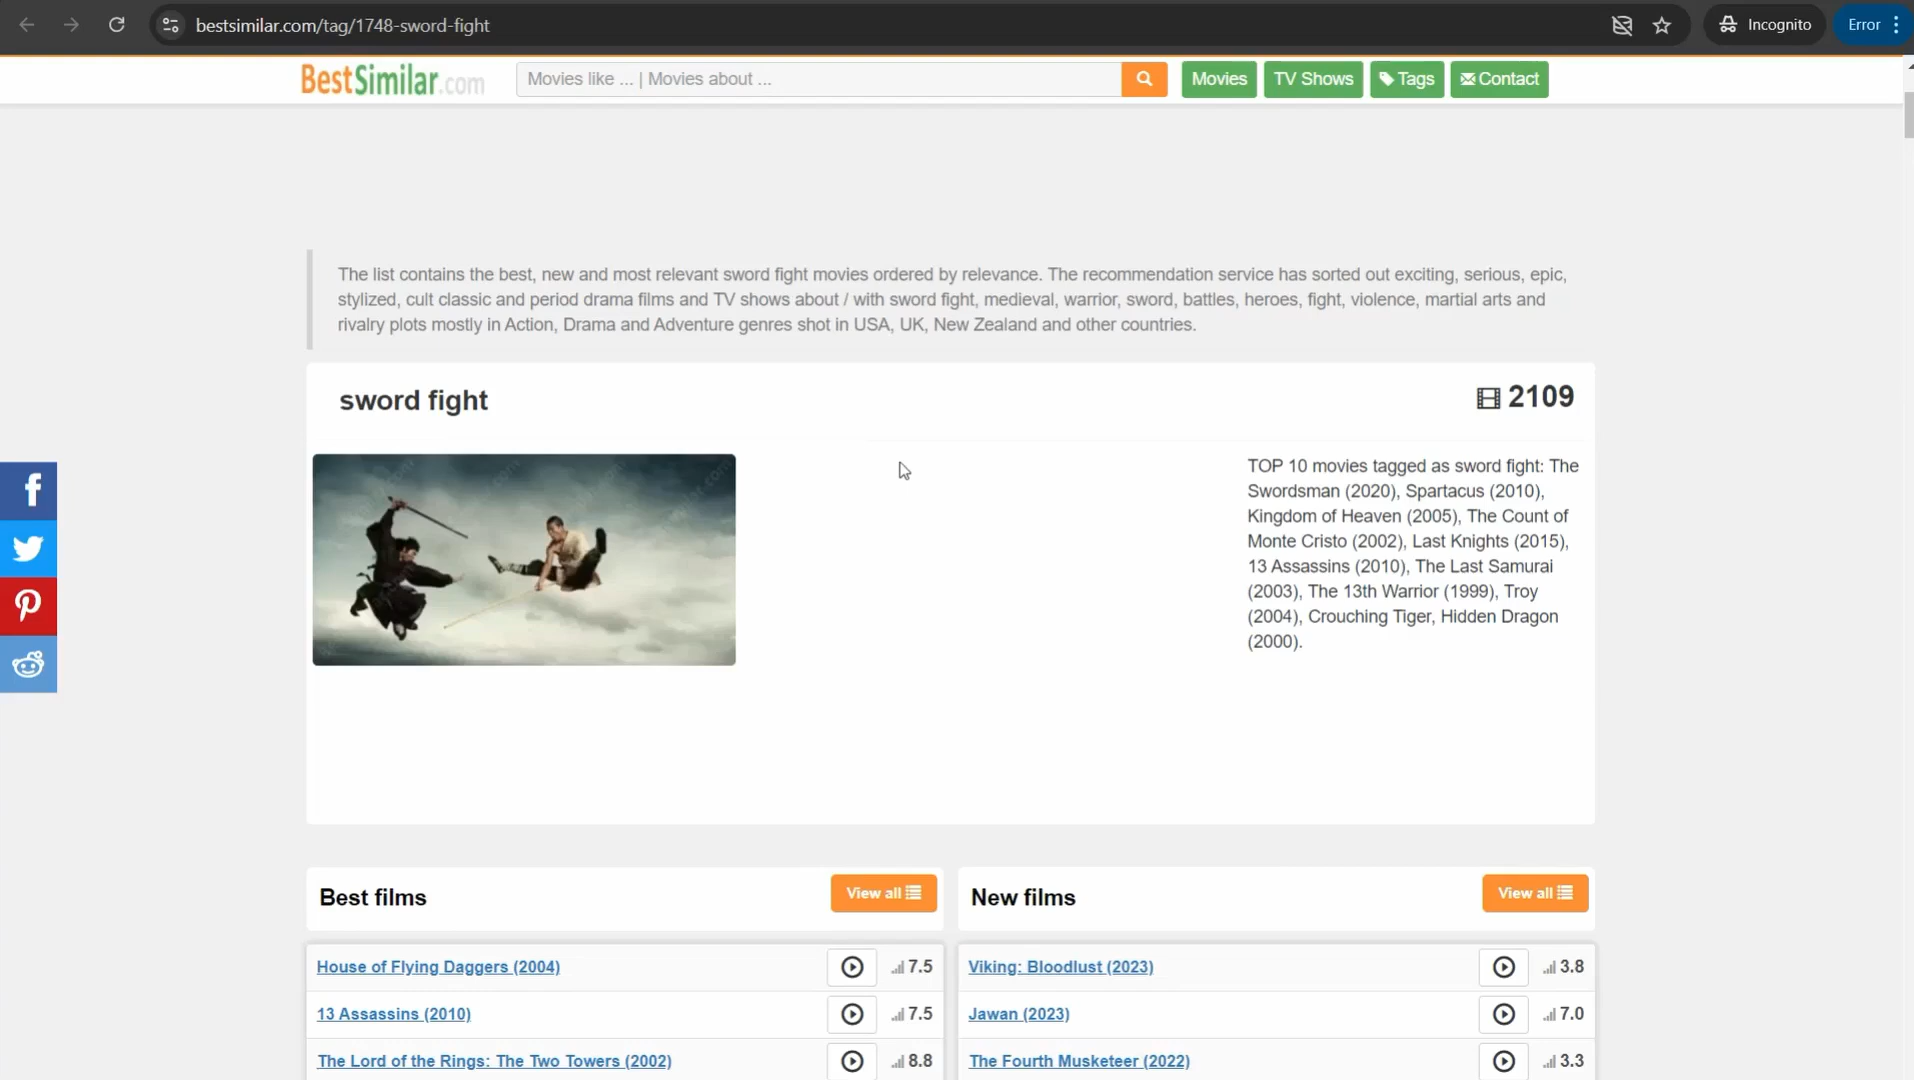 bestsimilar.com/tag/1748-sword-fight
Incognito
Error
BestSimilar.com
Movies like ... | Movies about ...
Movies
TV Shows
Tags
Contact
The list contains the best, new and most relevant sword fight movies ordered by relevance. The recommendation service has sorted out exciting, serious, epic,
stylized, cult classic and period drama films and TV shows about / with sword fight, medieval, warrior, sword, battles, heroes, fight, violence, martial arts and
rivalry plots mostly in Action, Drama and Adventure genres shot in USA, UK, New Zealand and other countries.
sword fight
2109
TOP 10 movies tagged as sword fight: The
Swordsman (2020), Spartacus (2010),
Kingdom of Heaven (2005), The Count of
Monte Cristo (2002), Last Knights (2015),
13 Assassins (2010), The Last Samurai
(2003), The 13th Warrior (1999), Troy
(2004), Crouching Tiger, Hidden Dragon
(2000).
Best films
View all
House of Flying Daggers (2004)
7.5
13 Assassins (2010)
7.5
The Lord of the Rings: The Two Towers (2002)
8.8
New films
View all
Viking: Bloodlust (2023)
3.8
Jawan (2023)
7.0
The Fourth Musketeer (2022)
3.3